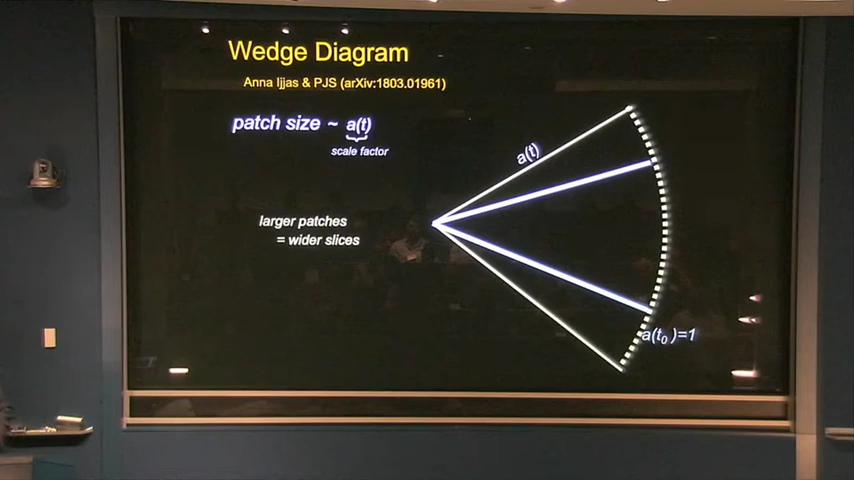 Wedge Diagram
Anna Ijjas & PJS (arXiv:1803.01961)
patch size ~ a(t)
scale factor
a(t)
larger patches
= wider slices
a(t₀)=1